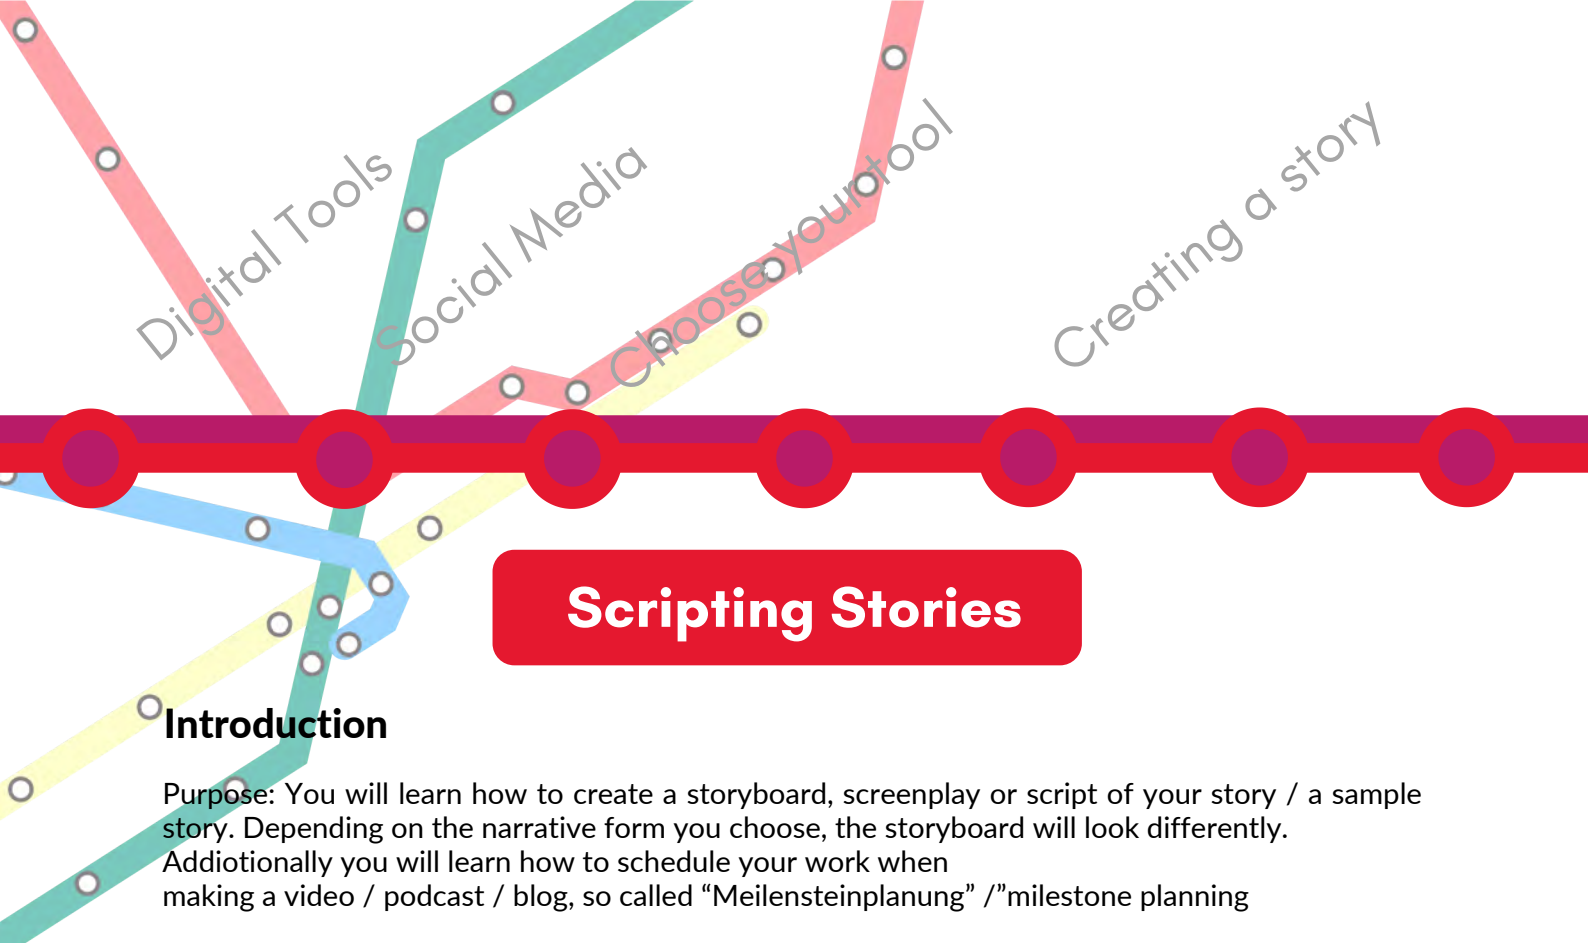 Digital Tools
Social Media
Choose your tool
Creating a story
Scripting Stories
Introduction
Purpose: You will learn how to create a storyboard, screenplay or script of your story / a sample
story. Depending on the narrative form you choose, the storyboard will look differently.
Addiotionally you will learn how to schedule your work when
making a video / podcast / blog, so called “Meilensteinplanung” /”milestone planning